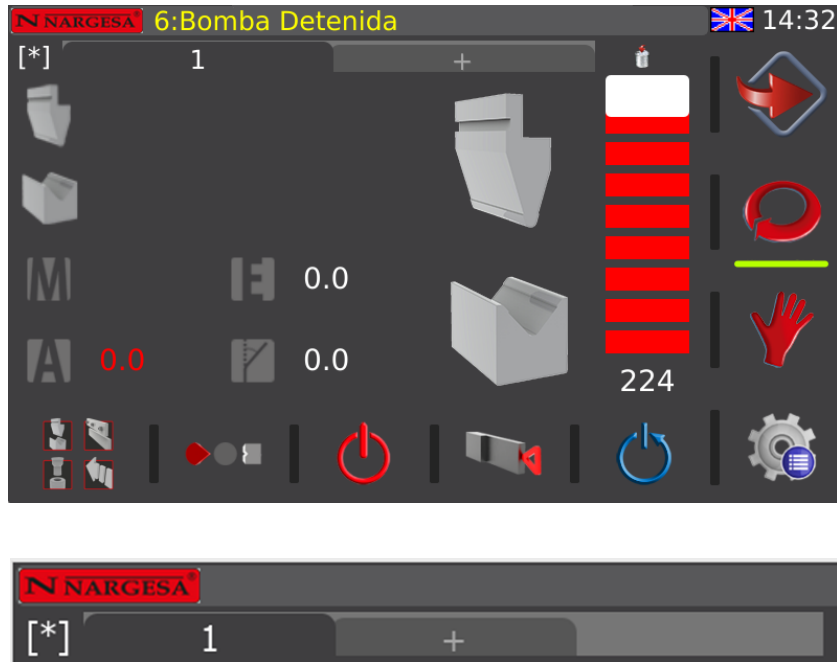 N NARGESA® 6:Bomba Detenida 14:32
[*] 1 +
M E 0.0
A 0.0 0.0
224
N NARGESA®
[*] 1 +